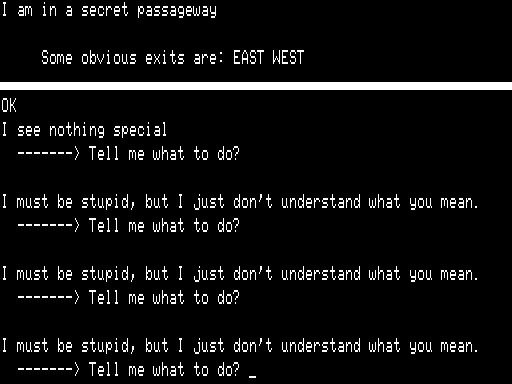 I am in a secret passageway
Some obvious exits are: EAST WEST
OK
I see nothing special
-------> Tell me what to do?
I must be stupid, but I just don't understand what you mean.
-------> Tell me what to do?
I must be stupid, but I just don't understand what you mean.
-------> Tell me what to do?
I must be stupid, but I just don't understand what you mean.
-------> Tell me what to do? _